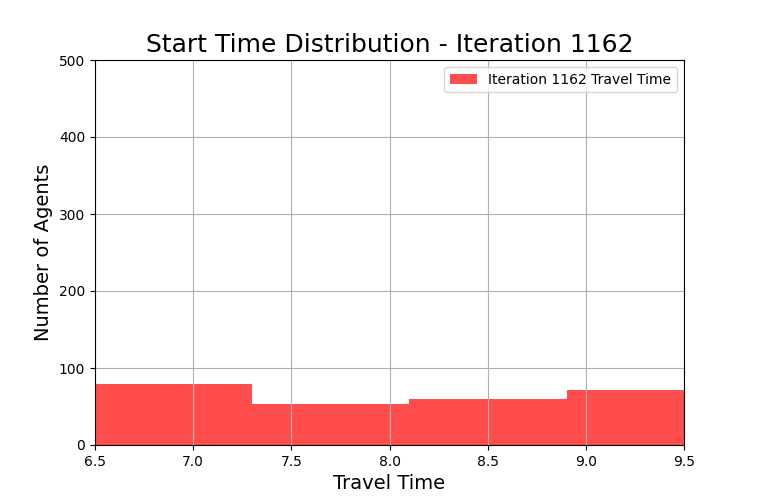 Start Time Distribution - Iteration 1162
500
Iteration 1162 Travel Time
400
300
200
100
0
Number of Agents
6.5 7.0 7.5 8.0 8.5 9.0 9.5
Travel Time